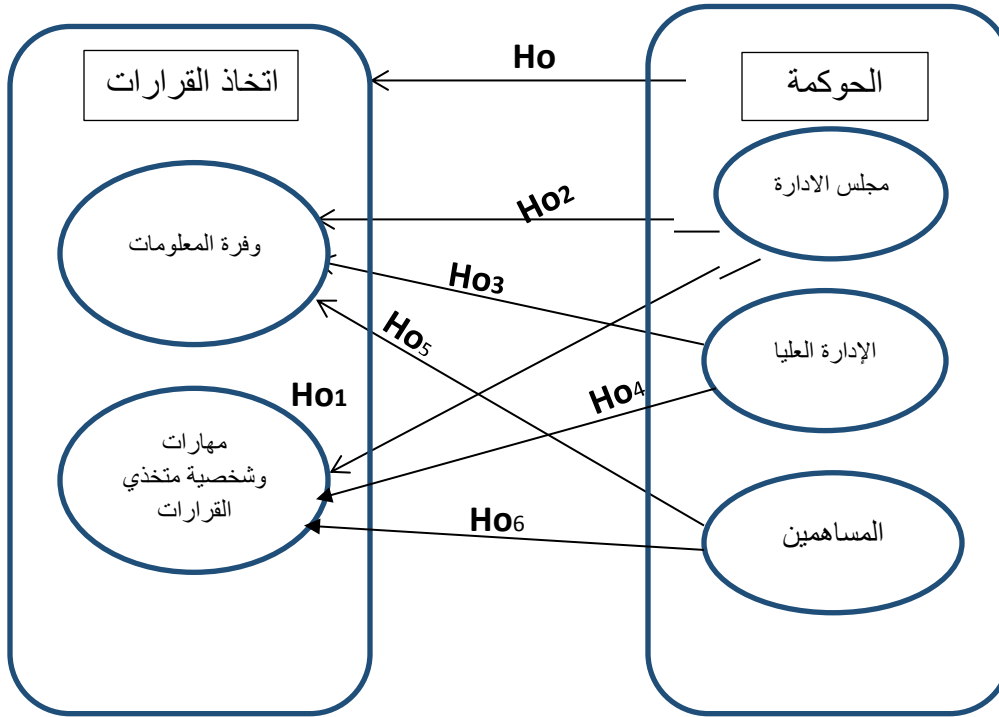 الحوكمة
Ho
اتخاذ القرارات
مجلس الادارة
Ho2
وفرة المعلومات
Ho3
الإدارة العليا
Ho5
Ho4
Ho1
مهارات
وشخصية متخذي
القرارات
المساهمين
Ho6